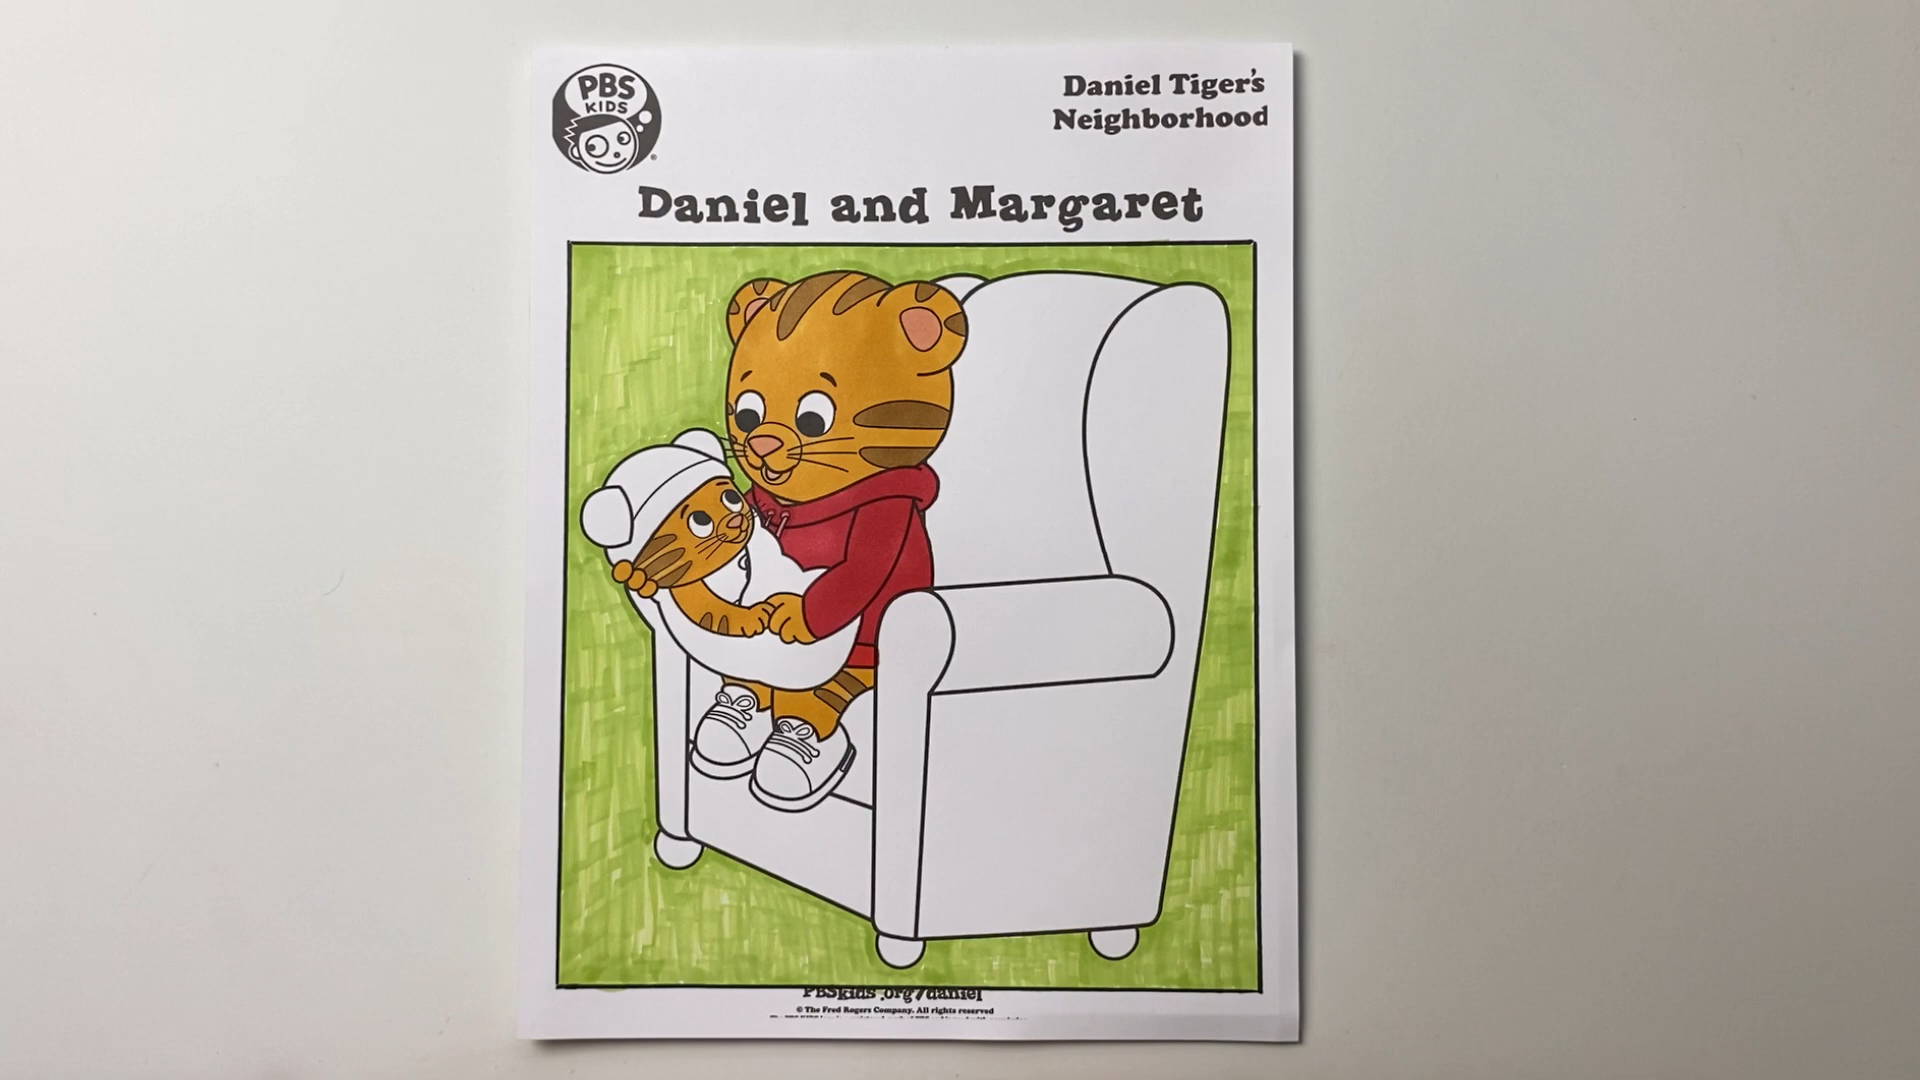 PBS
KIDS
Daniel Tiger's
Neighborhood
Daniel and Margaret
PBSkids.org/daniel
© The Fred Rogers Company. All rights reserved